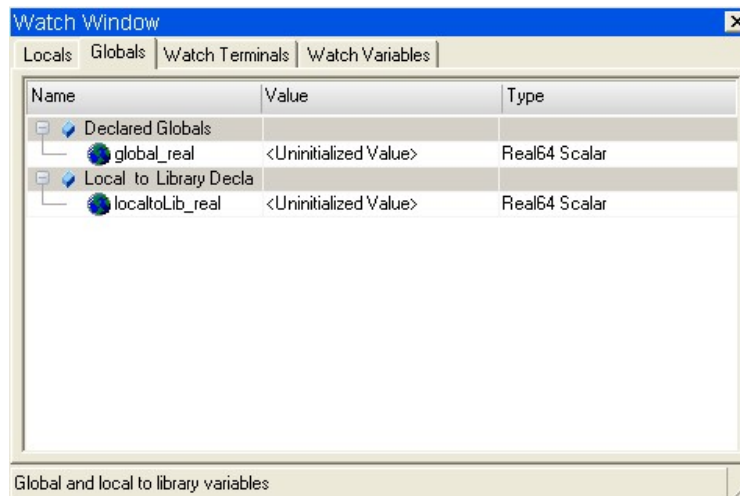 Watch Window
Locals Globals Watch Terminals Watch Variables
Name Value Type
Declared Globals
global_real <Uninitialized Value> Real64 Scalar
Local to Library Decla
localtoLib_real <Uninitialized Value> Real64 Scalar
Global and local to library variables